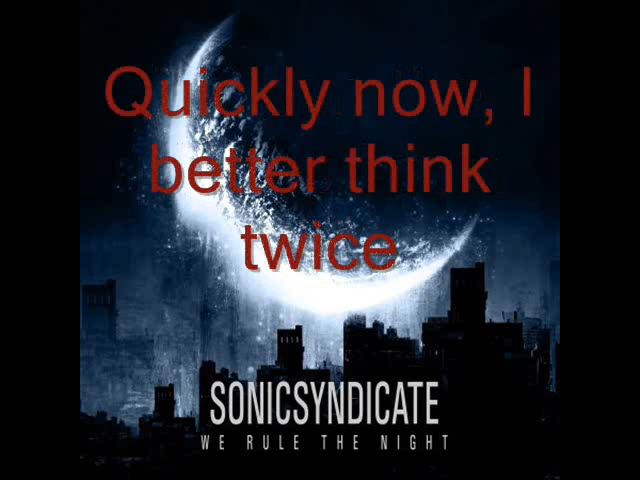 Quickly now, I
better think
twice
SONICSYNDICATE
WE RULE THE NIGHT